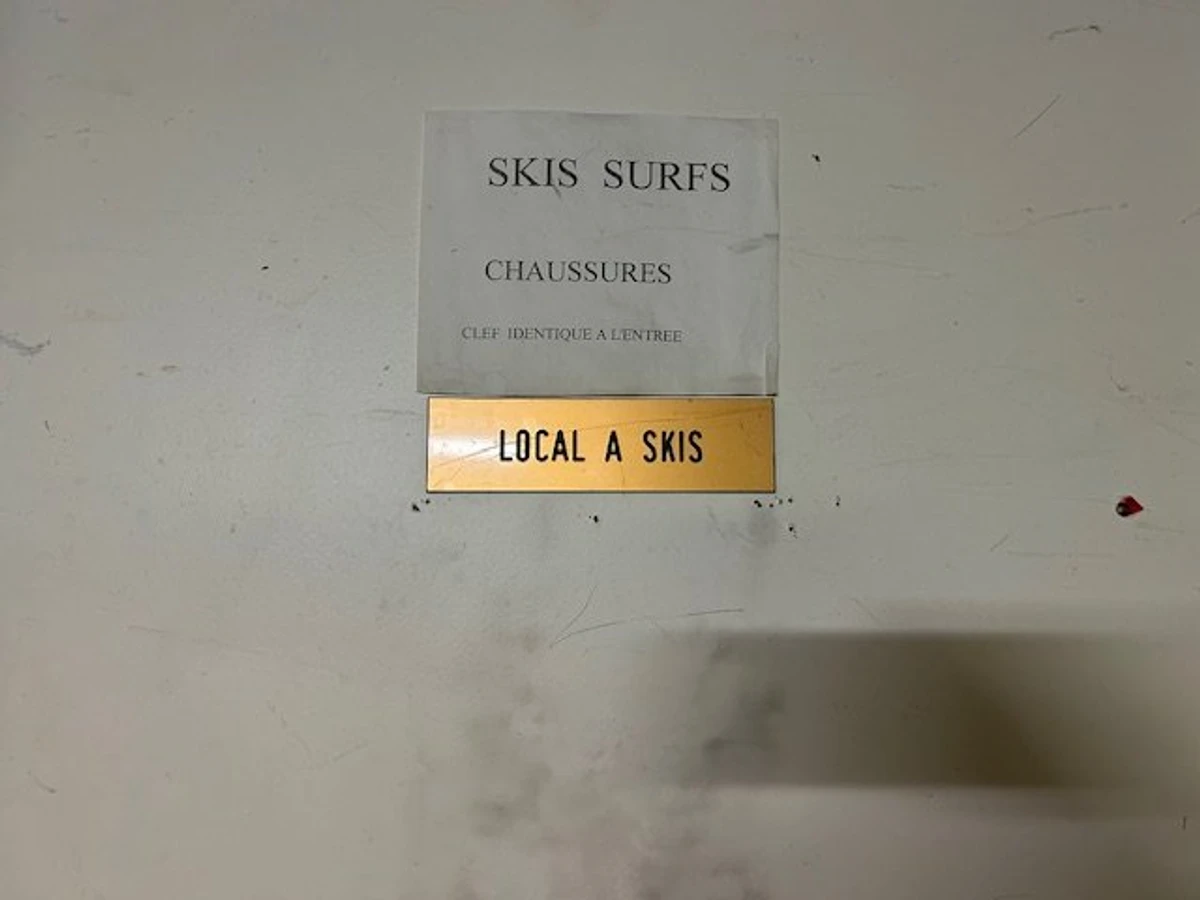 SKIS SURFS
CHAUSSURES
CLEF IDENTIQUE A L'ENTREE
LOCAL A SKIS